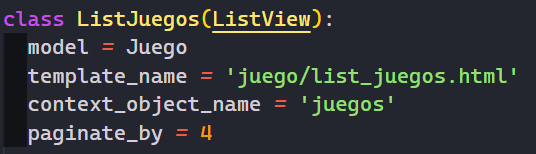 class ListJuegos(ListView):
    model = Juego
    template_name = 'juego/list_juegos.html'
    context_object_name = 'juegos'
    paginate_by = 4